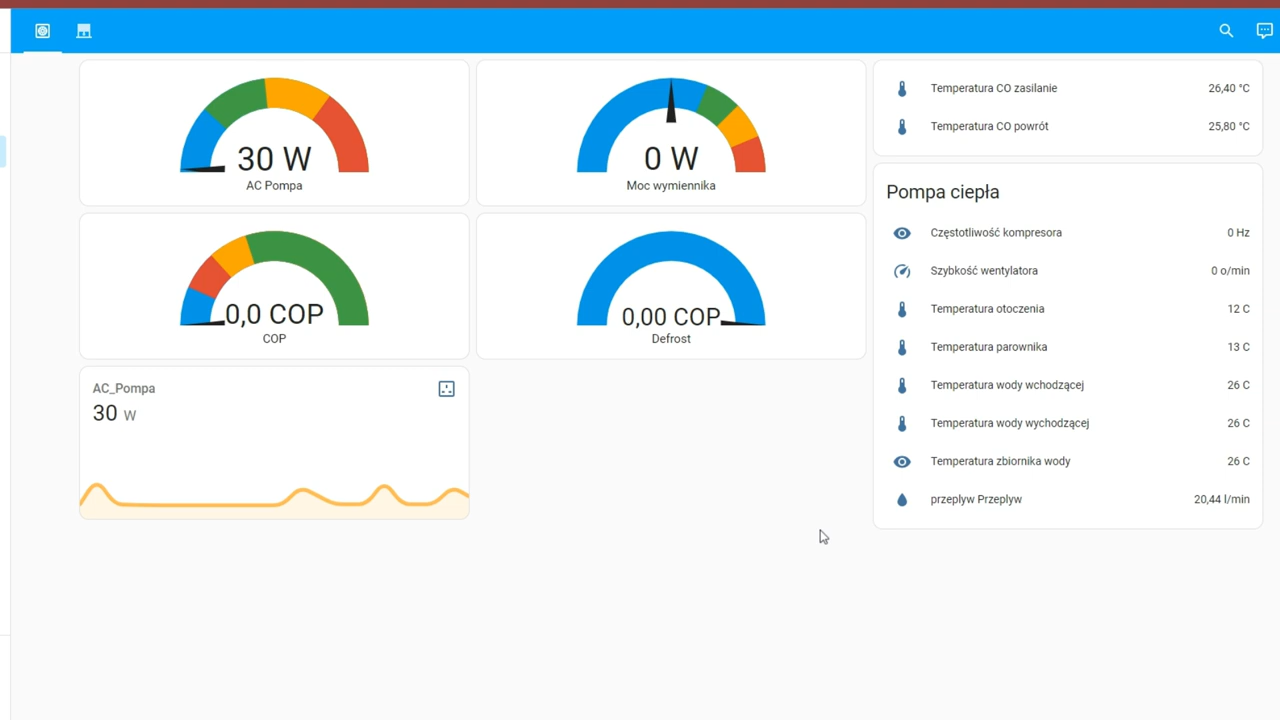 30 W
AC Pompa
0 W
Moc wymiennika
0,0 COP
COP
0,00 COP
Defrost
AC_Pompa
30 W
Temperatura CO zasilanie 26,40 °C
Temperatura CO powrót 25,80 °C
Pompa ciepła
Częstotliwość kompresora 0 Hz
Szybkość wentylatora 0 o/min
Temperatura otoczenia 12 C
Temperatura parownika 13 C
Temperatura wody wchodzącej 26 C
Temperatura wody wychodzącej 26 C
Temperatura zbiornika wody 26 C
przeplyw Przeplyw 20,44 l/min